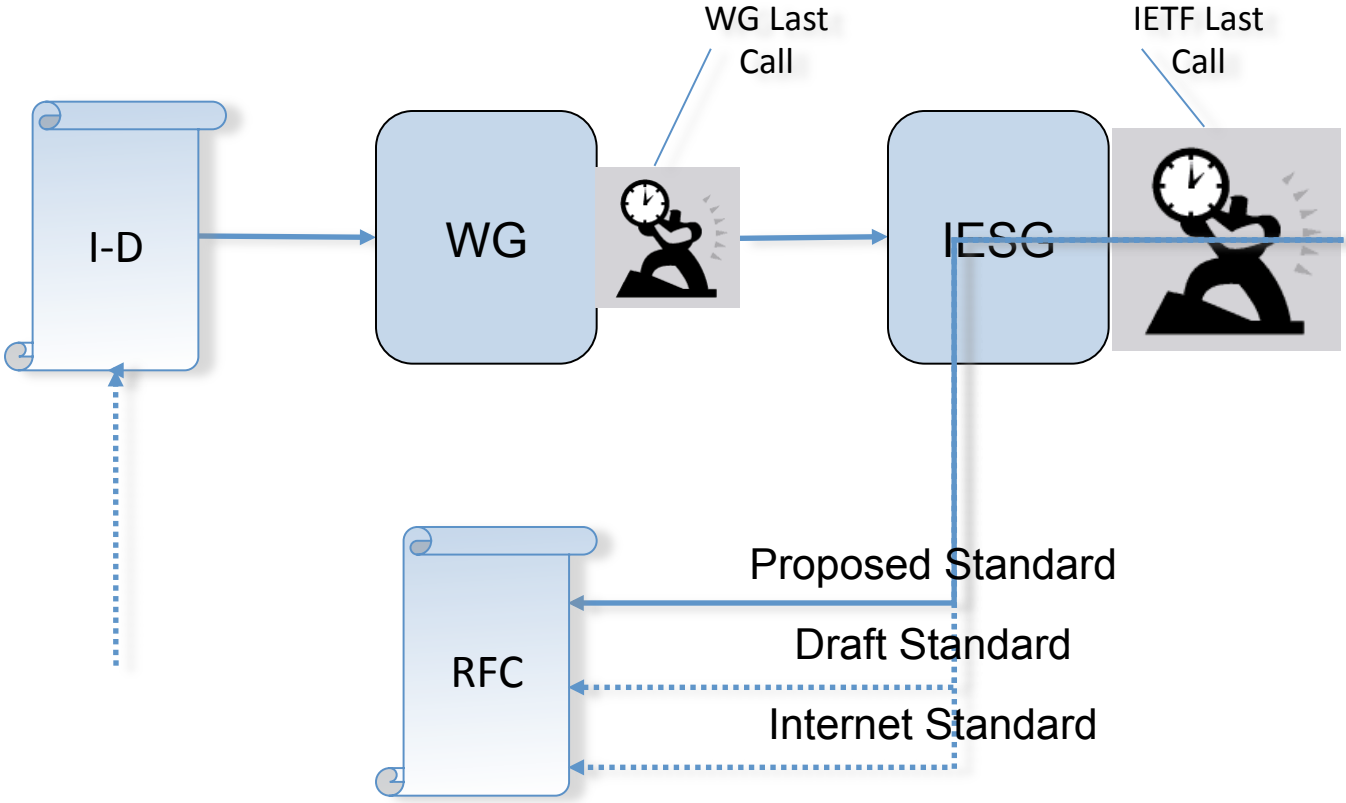 WG Last
Call
IETF Last
Call
I-D
WG
IESG
Proposed Standard
Draft Standard
RFC
Internet Standard